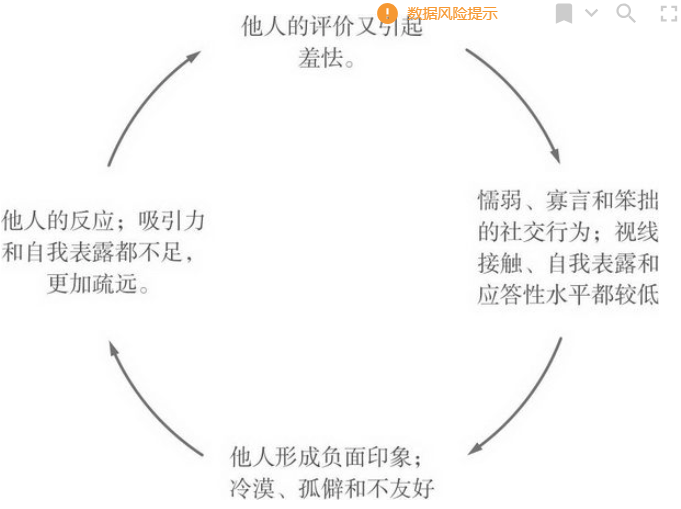 数据风险提示
他人的评价又引起
羞怯。
懦弱、寡言和笨拙
的社交行为；视线
接触、自我表露和
应答性水平都较低
他人形成负面印象；
冷漠、孤僻和不友好
他人的反应；吸引力
和自我表露都不足，
更加疏远。